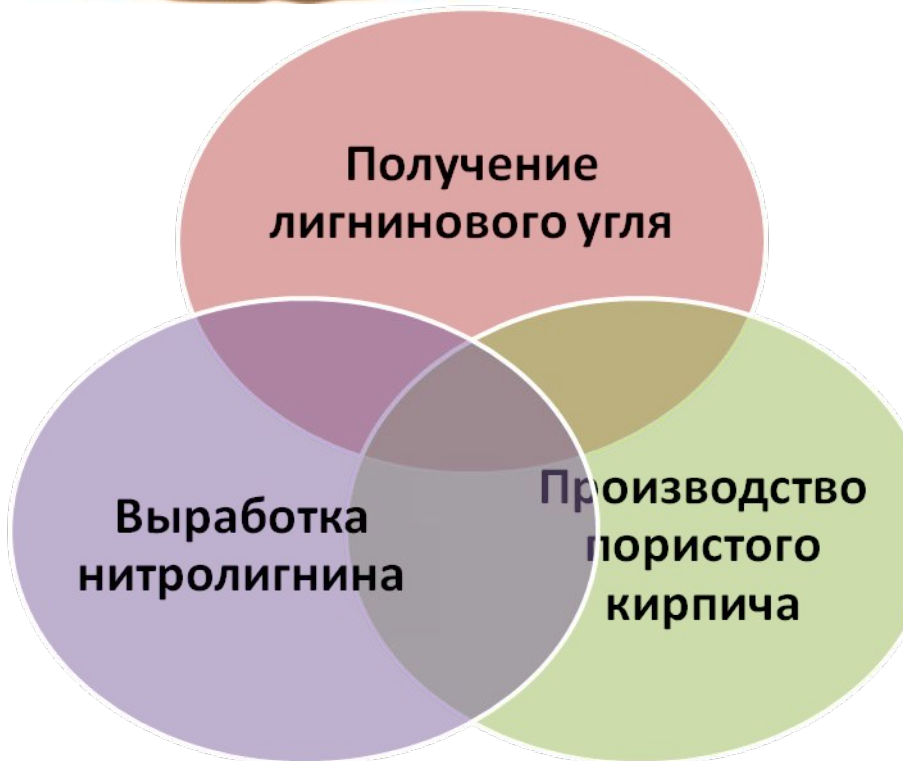 Получение
лигнинового угля
Выработка
нитролигнина
Производство
пористого
кирпича